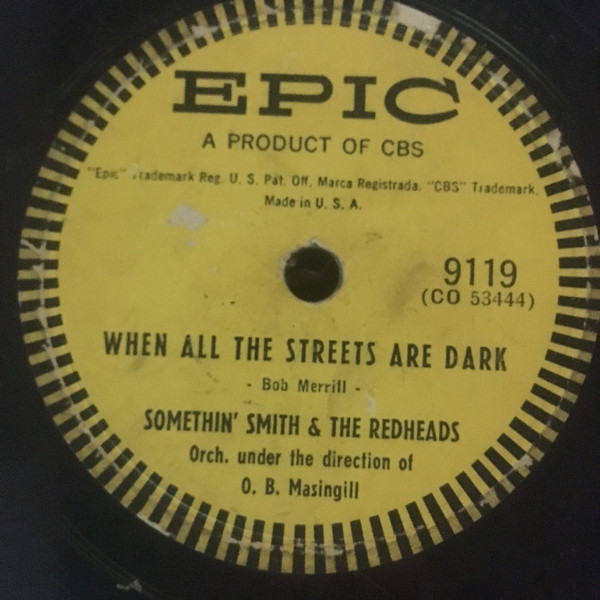 EPIC
A PRODUCT OF CBS
"Epic" Trademark Reg. U. S. Pat. Off. Marca Registrada. "CBS" Trademark.
Made in U. S. A.
9119
(CO 53444)
WHEN ALL THE STREETS ARE DARK
- Bob Merrill -
SOMETHIN' SMITH & THE REDHEADS
Orch. under the direction of
O. B. Masingill